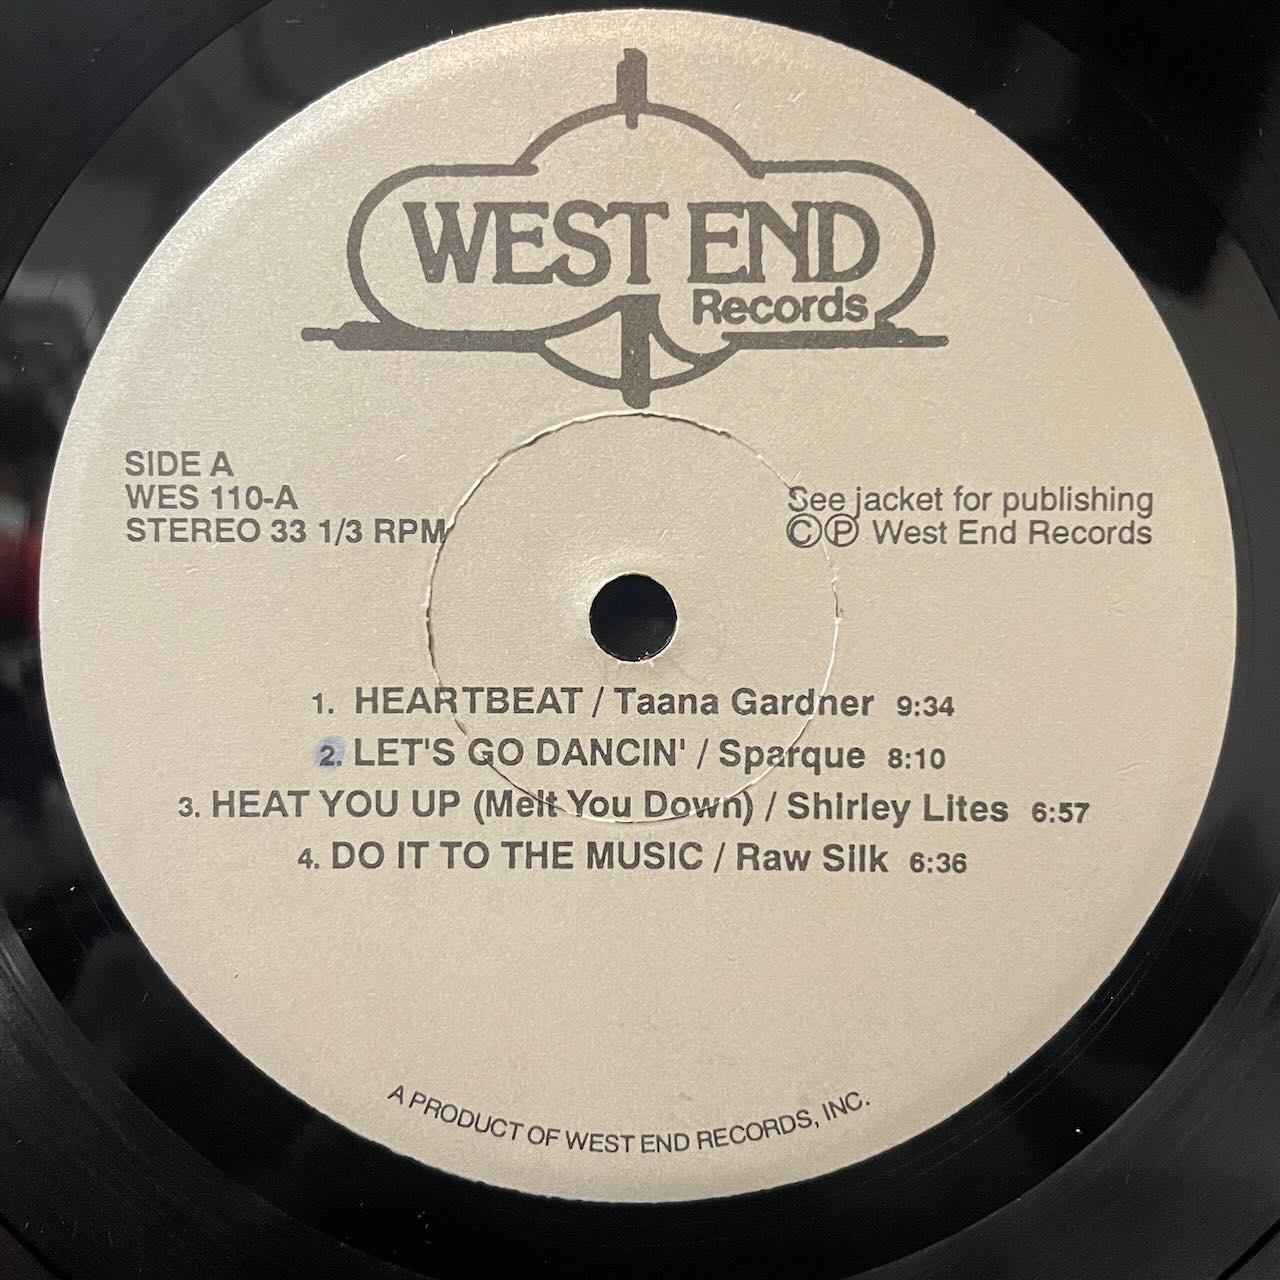 WEST END
Records
SIDE A
WES 110-A
STEREO 33 1/3 RPM
See jacket for publishing
©℗ West End Records
1. HEARTBEAT / Taana Gardner 9:34
2. LET'S GO DANCIN' / Sparque 8:10
3. HEAT YOU UP (Melt You Down) / Shirley Lites 6:57
4. DO IT TO THE MUSIC / Raw Silk 6:36
A PRODUCT OF WEST END RECORDS, INC.